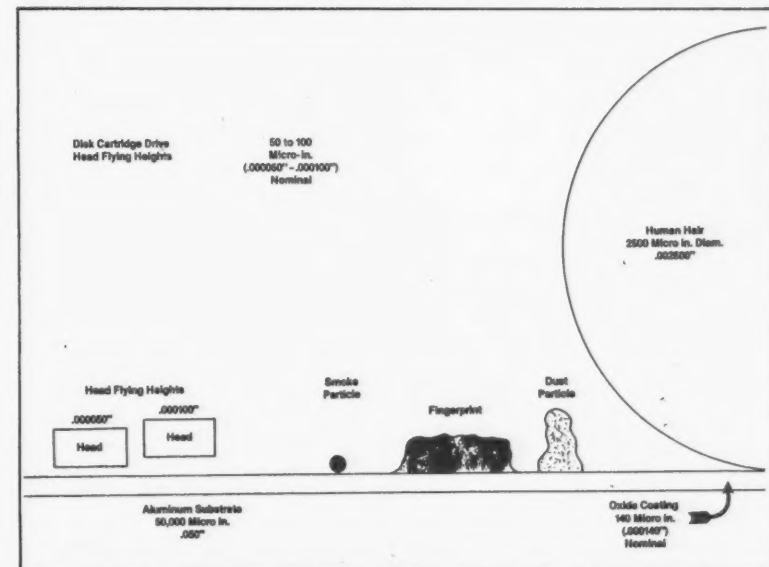 Disk Cartridge Drive
Head Flying Heights
50 to 100
Micro-in.
(.000050" – .000100")
Nominal
Human Hair
2500 Micro in. Diam.
.002500"
Head Flying Heights
.000050"
.000100"
Head
Head
Smoke
Particle
Fingerprint
Dust
Particle
Aluminum Substrate
50,000 Micro in.
.050"
Oxide Coating
140 Micro in.
(.000140")
Nominal